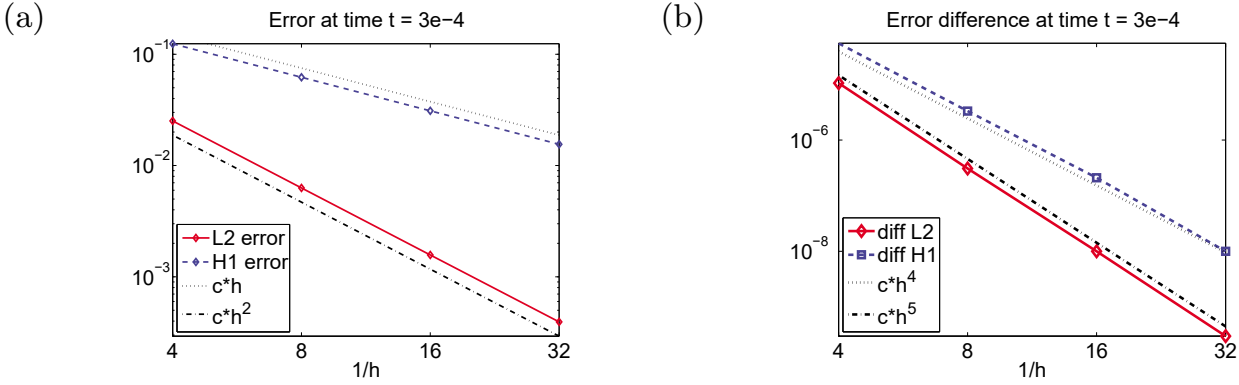 (a)
Error at time t = 3e−4
10^−1
10^−2
10^−3
L2 error
H1 error
c*h
c*h^2
4
8
16
32
1/h
(b)
Error difference at time t = 3e−4
10^−6
10^−8
diff L2
diff H1
c*h^4
c*h^5
4
8
16
32
1/h